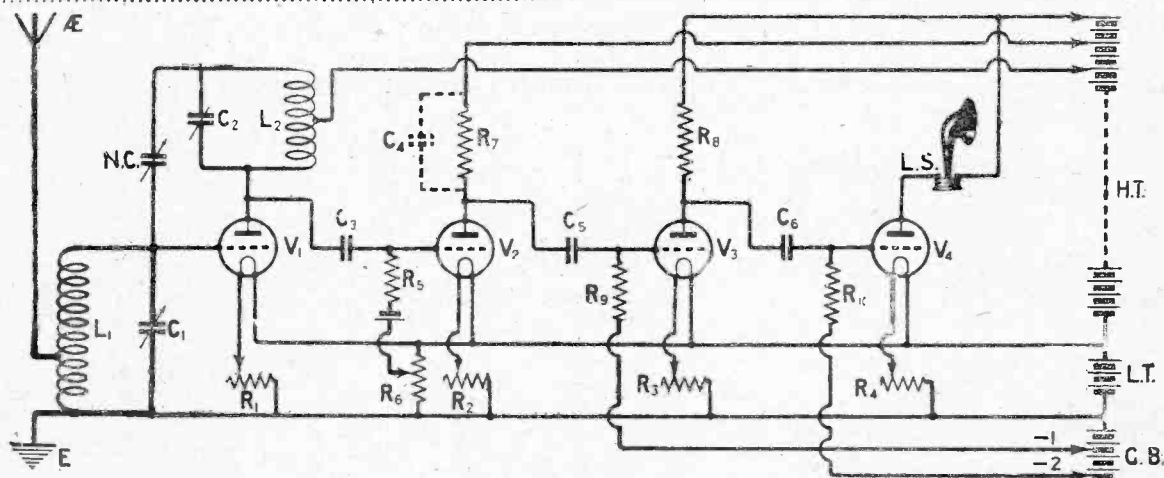 Æ
C2
L2
N.C.
C4
R7
R8
L.S.
H.T.
C3
C5
C6
V1
V2
V3
V4
L1
C1
R5
R9
R10
R1
R6
R2
R3
R4
L.T.
E
-1
-2
G.B.